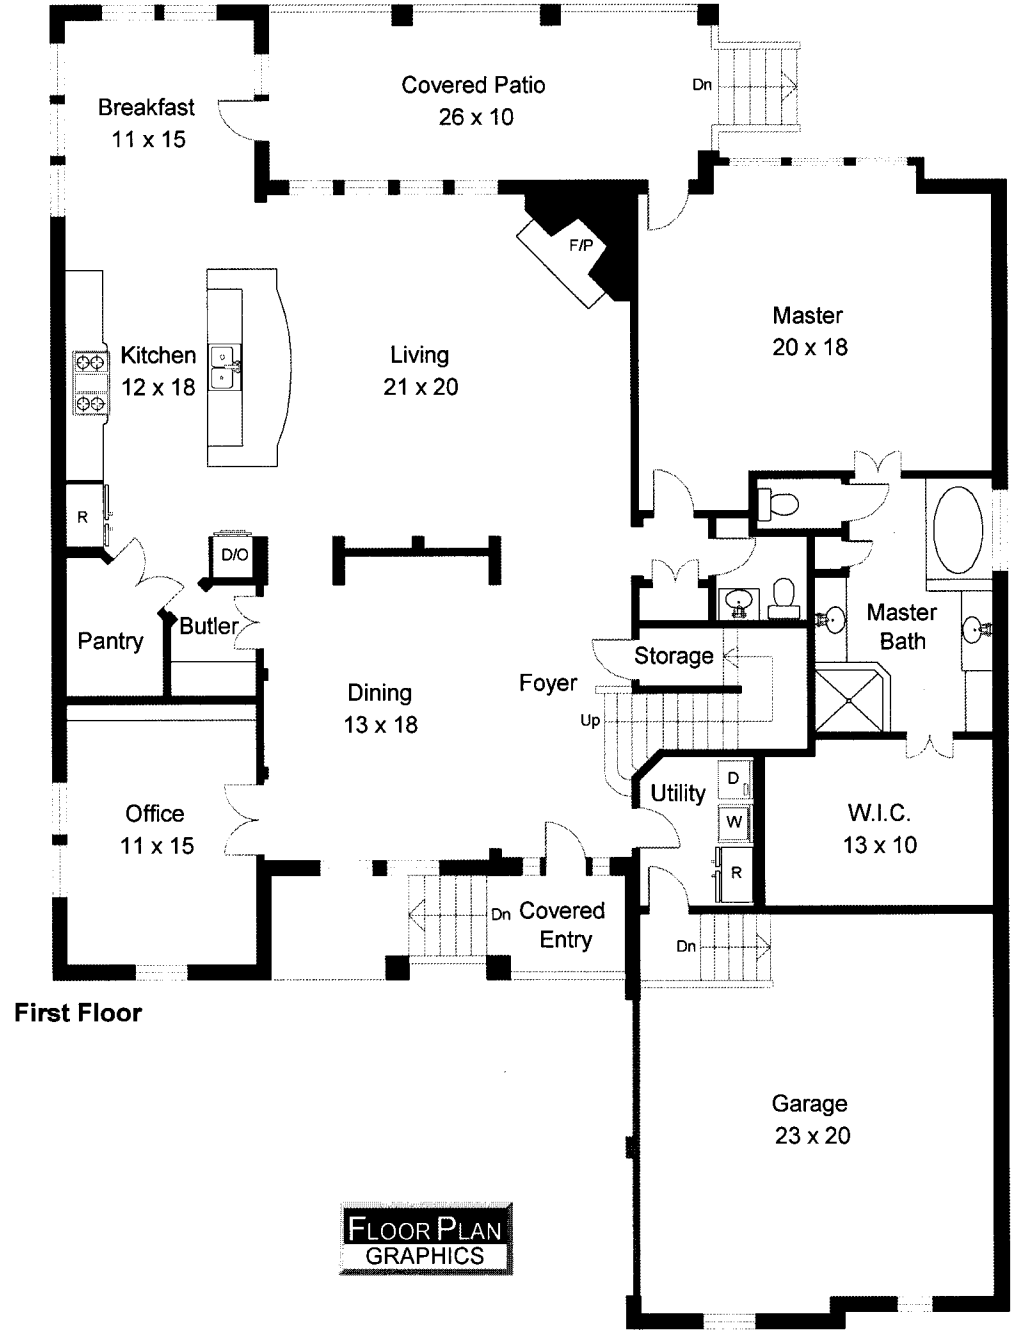 Breakfast
11 x 15
Covered Patio
26 x 10
Dn
F/P
Master
20 x 18
Kitchen
12 x 18
Living
21 x 20
R
D/O
Pantry
Butler
Master
Bath
Storage
Foyer
Dining
13 x 18
Up
Utility
D
W
R
Office
11 x 15
W.I.C.
13 x 10
Dn
Covered
Entry
Dn
First Floor
Garage
23 x 20
FLOOR PLAN
GRAPHICS